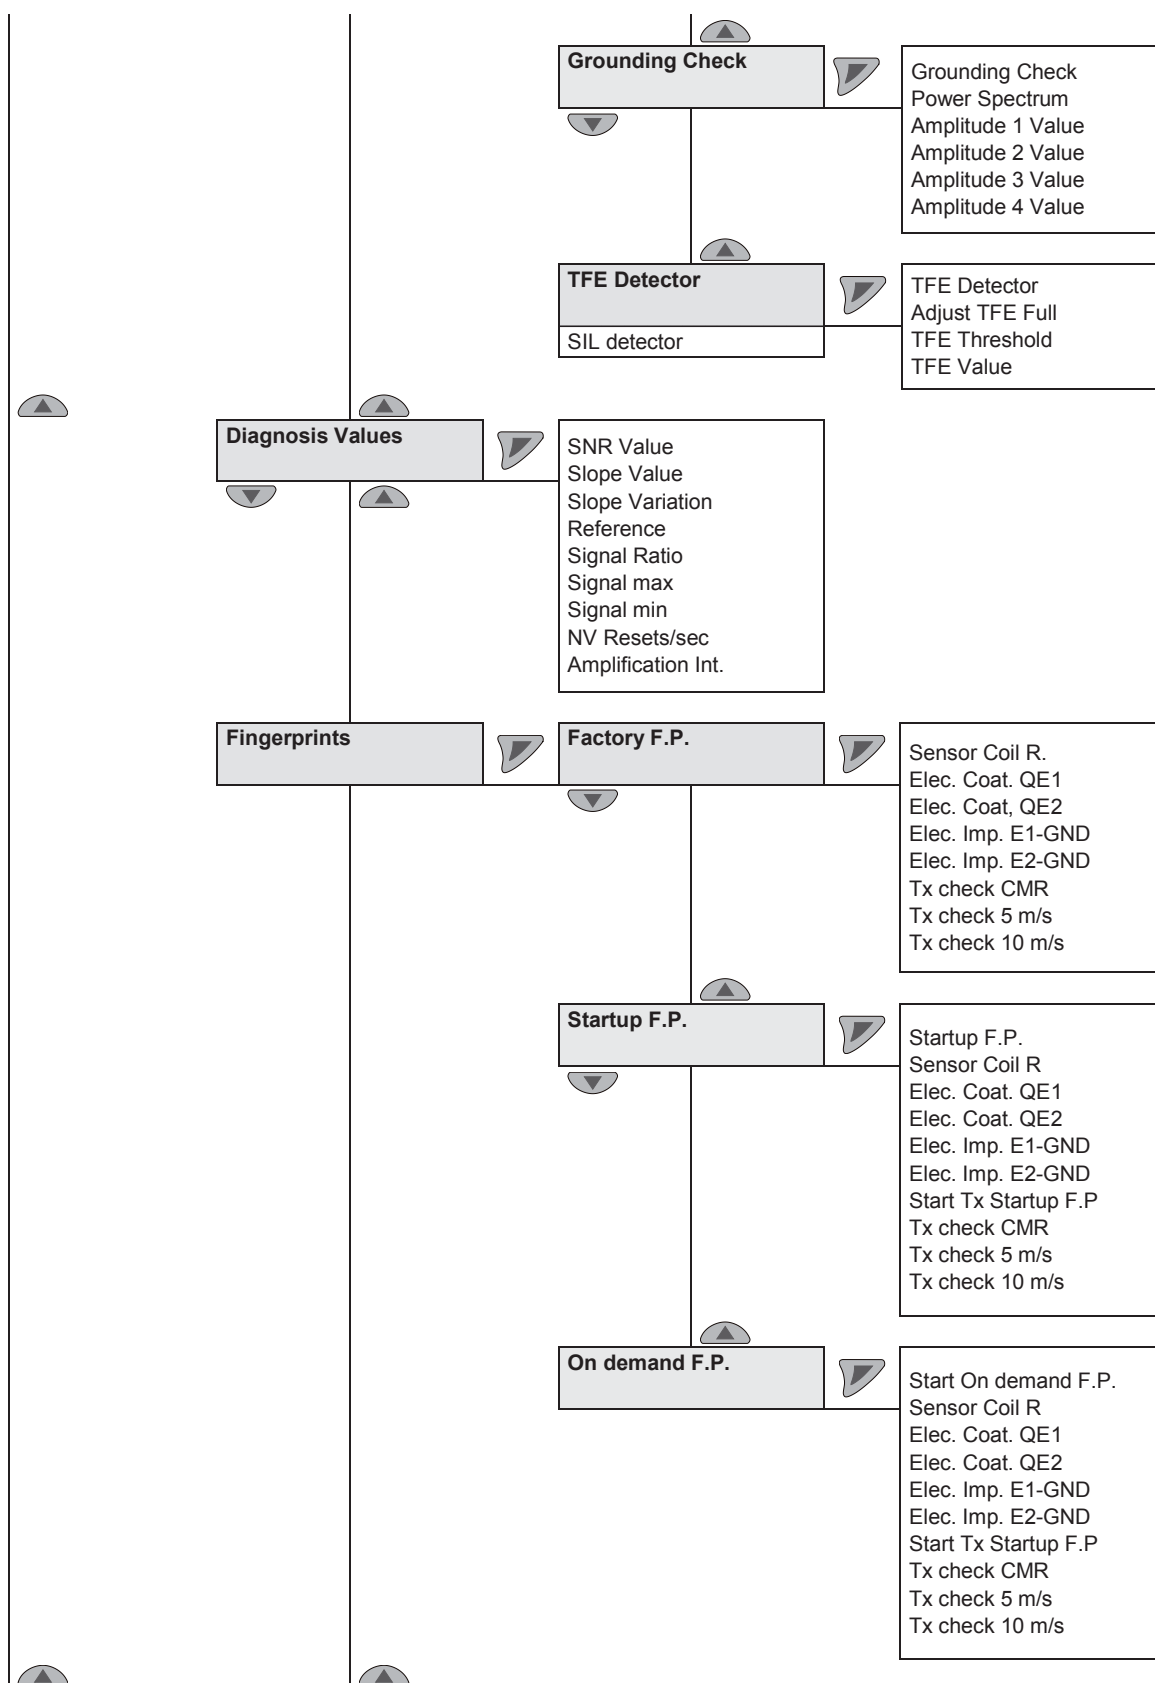 Grounding Check
Grounding Check
Power Spectrum
Amplitude 1 Value
Amplitude 2 Value
Amplitude 3 Value
Amplitude 4 Value
TFE Detector
SIL detector
TFE Detector
Adjust TFE Full
TFE Threshold
TFE Value
Diagnosis Values
SNR Value
Slope Value
Slope Variation
Reference
Signal Ratio
Signal max
Signal min
NV Resets/sec
Amplification Int.
Fingerprints
Factory F.P.
Sensor Coil R.
Elec. Coat. QE1
Elec. Coat, QE2
Elec. Imp. E1-GND
Elec. Imp. E2-GND
Tx check CMR
Tx check 5 m/s
Tx check 10 m/s
Startup F.P.
Startup F.P.
Sensor Coil R
Elec. Coat. QE1
Elec. Coat. QE2
Elec. Imp. E1-GND
Elec. Imp. E2-GND
Start Tx Startup F.P
Tx check CMR
Tx check 5 m/s
Tx check 10 m/s
On demand F.P.
Start On demand F.P.
Sensor Coil R
Elec. Coat. QE1
Elec. Coat. QE2
Elec. Imp. E1-GND
Elec. Imp. E2-GND
Start Tx Startup F.P
Tx check CMR
Tx check 5 m/s
Tx check 10 m/s